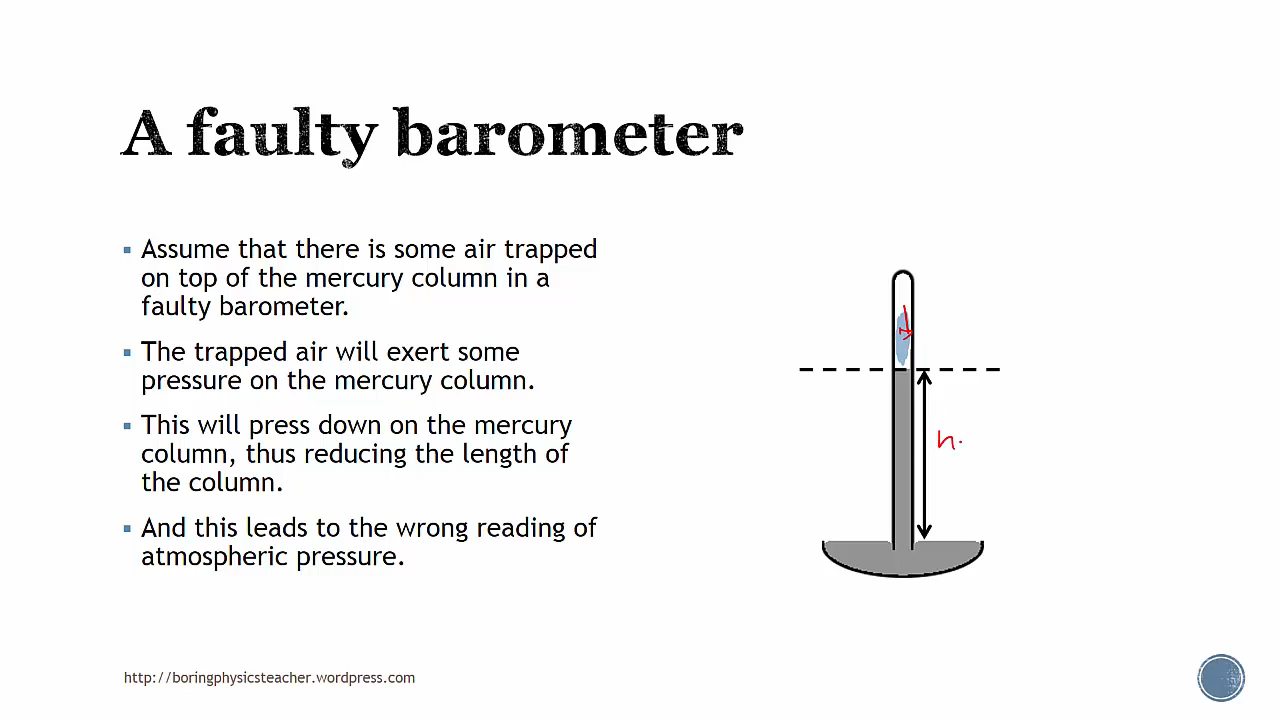 A faulty barometer
Assume that there is some air trapped
on top of the mercury column in a
faulty barometer.
The trapped air will exert some
pressure on the mercury column.
This will press down on the mercury
column, thus reducing the length of
the column.
And this leads to the wrong reading of
atmospheric pressure.
h.
http://boringphysicsteacher.wordpress.com